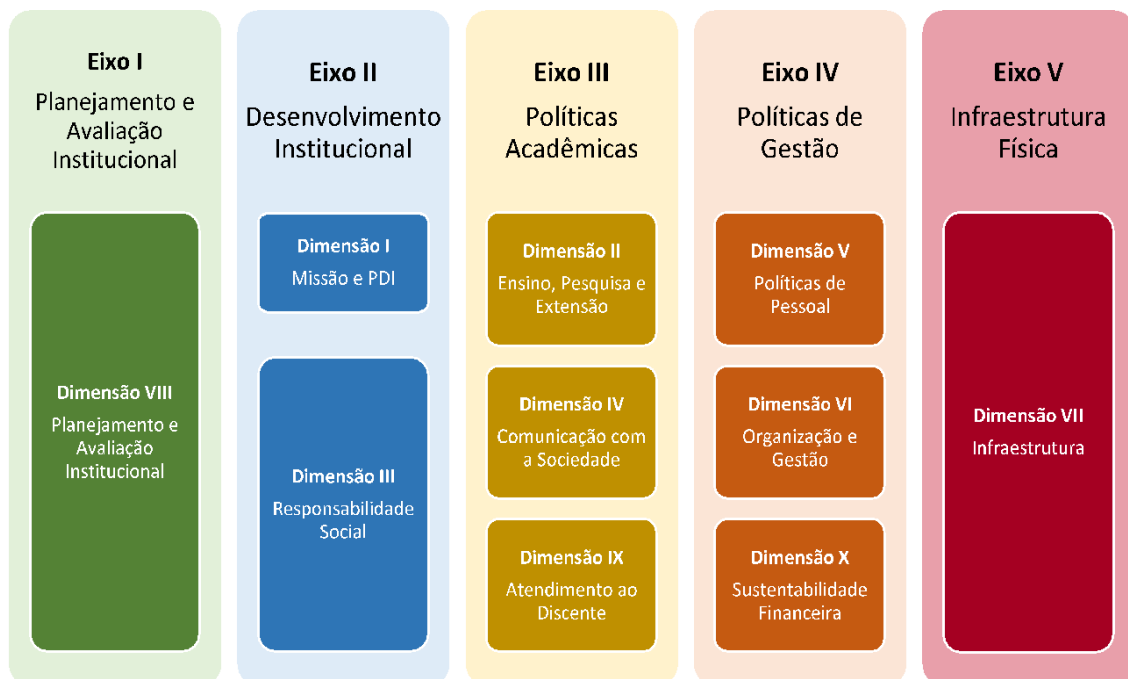 Eixo I
Planejamento e
Avaliação
Institucional
Dimensão VIII
Planejamento e
Avaliação
Institucional
Eixo II
Desenvolvimento
Institucional
Dimensão I
Missão e PDI
Dimensão III
Responsabilidade
Social
Eixo III
Políticas
Acadêmicas
Dimensão II
Ensino, Pesquisa e
Extensão
Dimensão IV
Comunicação com
a Sociedade
Dimensão IX
Atendimento ao
Discente
Eixo IV
Políticas de
Gestão
Dimensão V
Políticas de
Pessoal
Dimensão VI
Organização e
Gestão
Dimensão X
Sustentabilidade
Financeira
Eixo V
Infraestrutura
Física
Dimensão VII
Infraestrutura